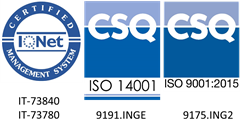 CERTIFIED
IQNet
MANAGEMENT SYSTEM
CSQ
CSQ
ISO 14001
ISO 9001:2015
IT-73840
IT-73780
9191.INGE
9175.ING2